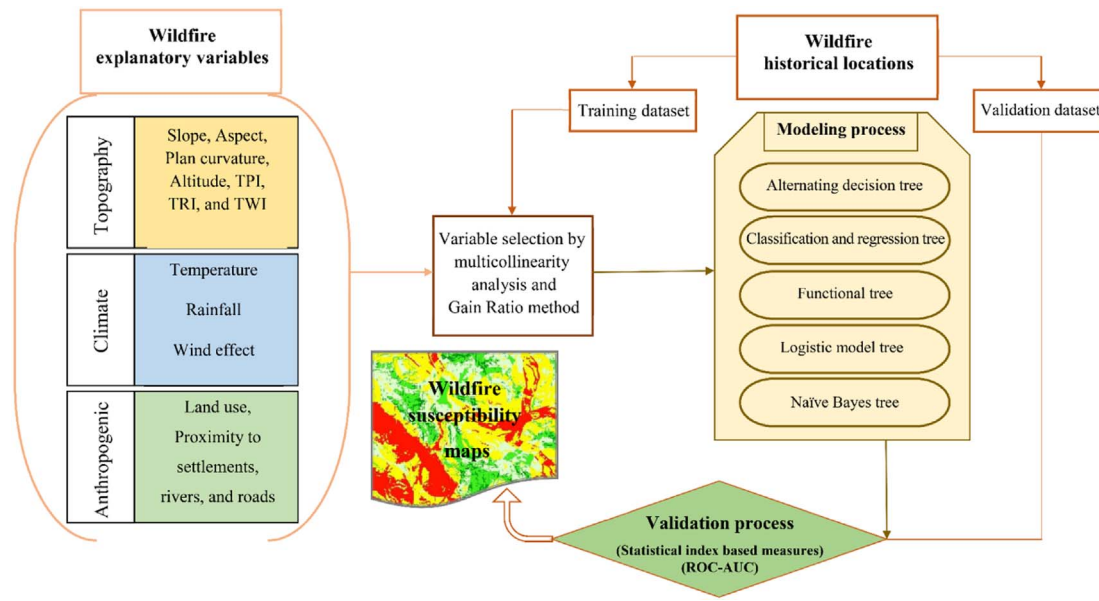 Wildfire
explanatory variables
Topography
Slope, Aspect,
Plan curvature,
Altitude, TPI,
TRI, and TWI
Climate
Temperature
Rainfall
Wind effect
Anthropogenic
Land use,
Proximity to
settlements,
rivers, and roads
Wildfire
historical locations
Training dataset
Validation dataset
Variable selection by
multicollinearity
analysis and
Gain Ratio method
Modeling process
Alternating decision tree
Classification and regression tree
Functional tree
Logistic model tree
Naïve Bayes tree
Wildfire
susceptibility
maps
Validation process
(Statistical index based measures)
(ROC-AUC)